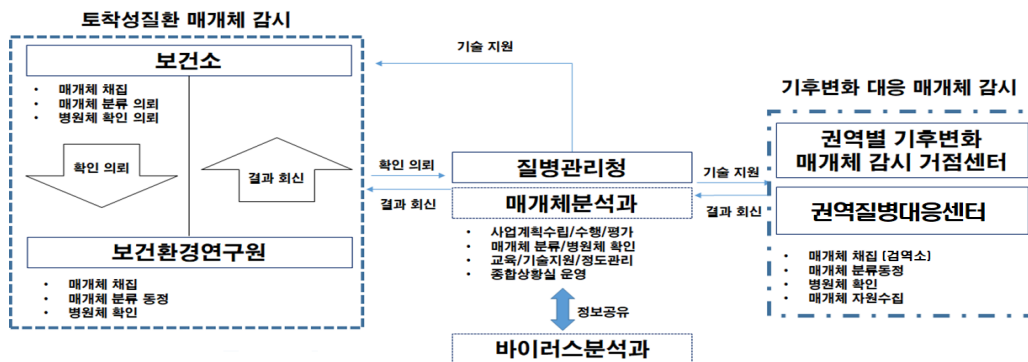 토착성질환 매개체 감시
보건소
매개체 채집
매개체 분류 의뢰
병원체 확인 의뢰
확인 의뢰
결과 회신
보건환경연구원
매개체 채집
매개체 분류 동정
병원체 확인
기술 지원
확인 의뢰
결과 회신
질병관리청
매개체분석과
사업계획수립/수행/평가
매개체 분류/병원체 확인
교육/기술지원/정도관리
종합상황실 운영
정보공유
바이러스분석과
기술 지원
결과 회신
기후변화 대응 매개체 감시
권역별 기후변화
매개체 감시 거점센터
권역질병대응센터
매개체 채집 [검역소]
매개체 분류동정
병원체 확인
매개체 자원수집